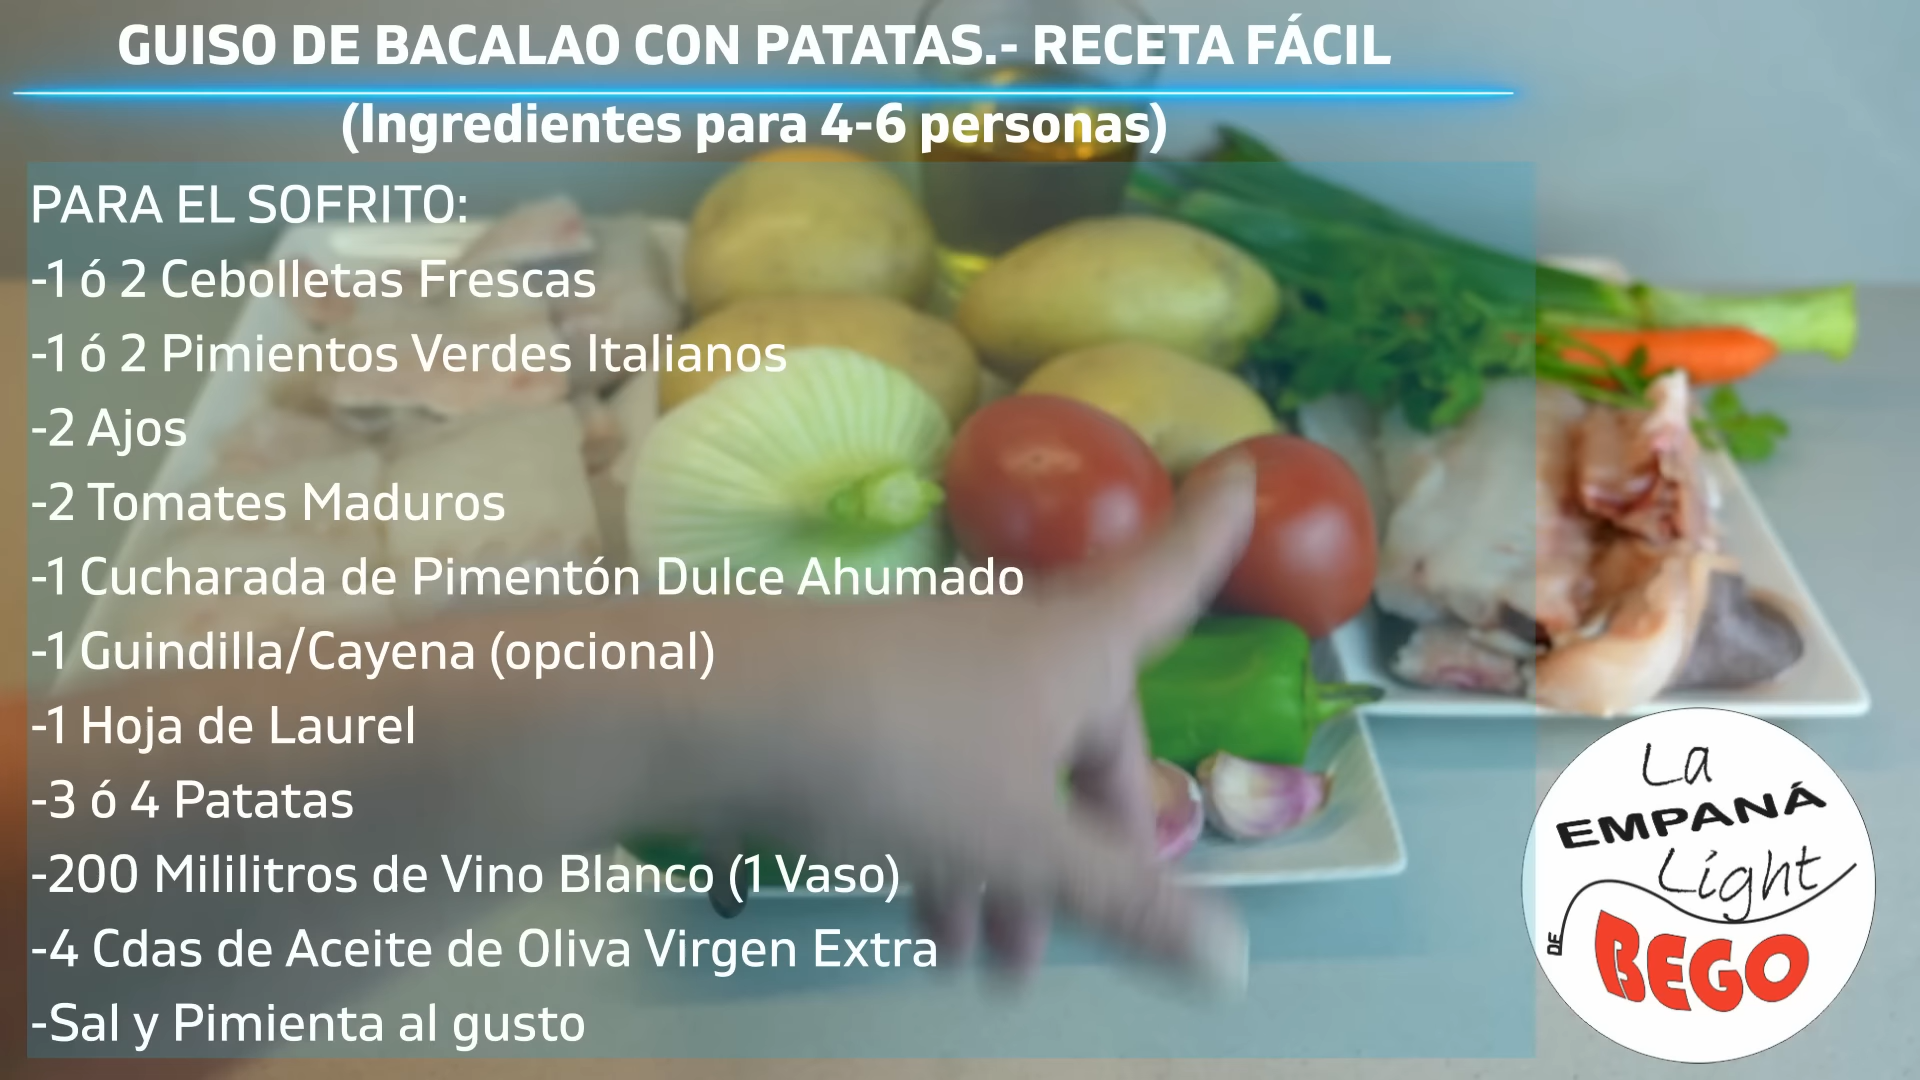 GUISO DE BACALAO CON PATATAS.- RECETA FÁCIL
(Ingredientes para 4-6 personas)
PARA EL SOFRITO:
-1 ó 2 Cebolletas Frescas
-1 ó 2 Pimientos Verdes Italianos
-2 Ajos
-2 Tomates Maduros
-1 Cucharada de Pimentón Dulce Ahumado
-1 Guindilla/Cayena (opcional)
-1 Hoja de Laurel
-3 ó 4 Patatas
-200 Mililitros de Vino Blanco (1 Vaso)
-4 Cdas de Aceite de Oliva Virgen Extra
-Sal y Pimienta al gusto
La
EMPANÁ
Light
DE
BEGO